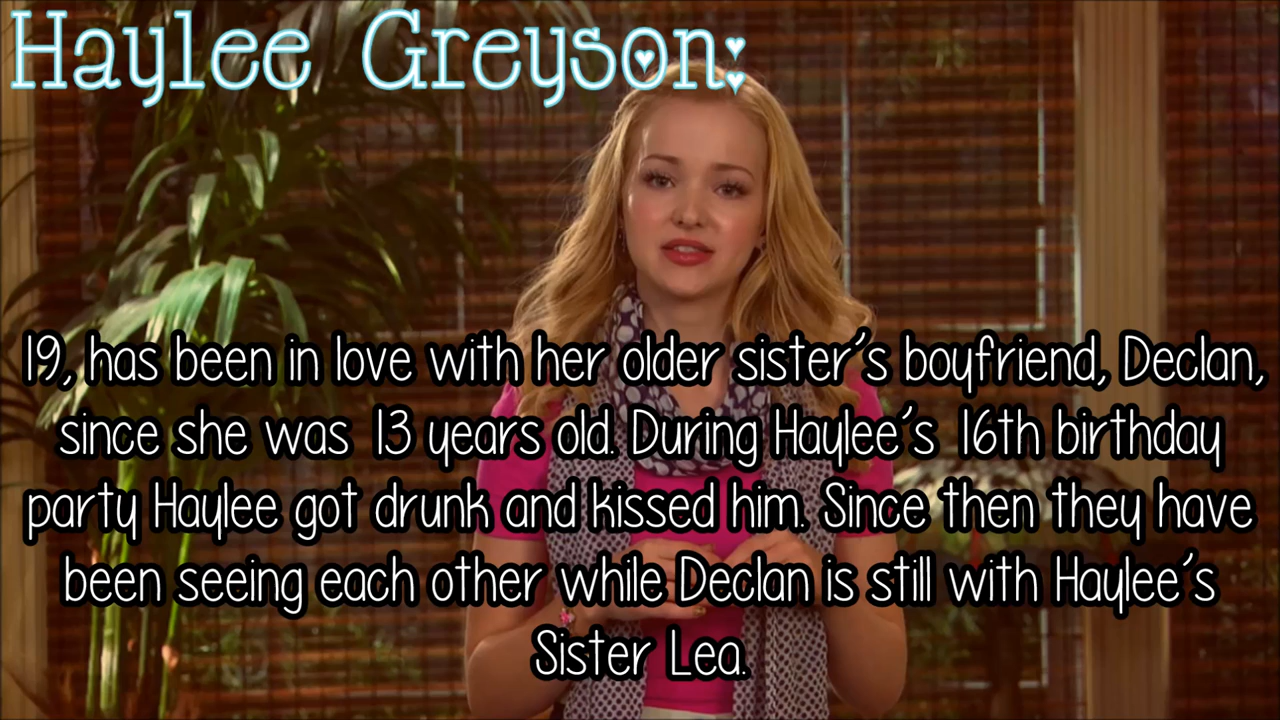 Haylee Greyson:
19, has been in love with her older sister's boyfriend, Declan,
since she was 13 years old. During Haylee's 16th birthday
party Haylee got drunk and kissed him. Since then they have
been seeing each other while Declan is still with Haylee's
Sister Lea.